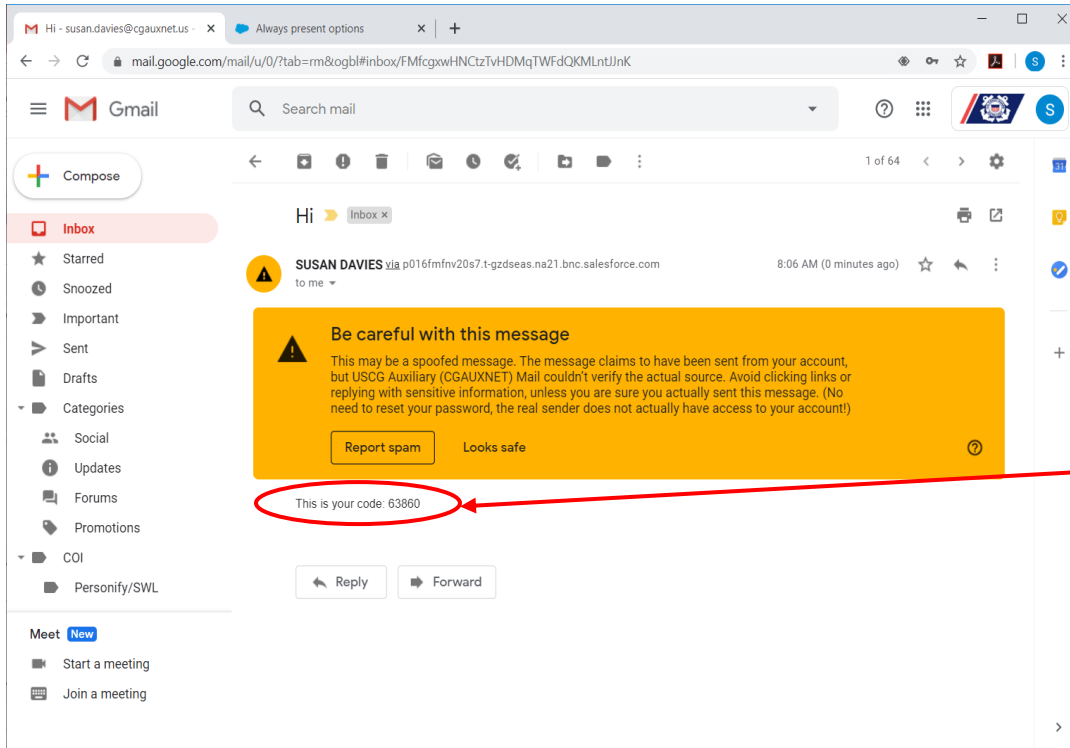 Hi - susan.davies@cgauxnet.us -
Always present options
mail.google.com/mail/u/0/?tab=rm&ogbl#inbox/FMfcgxwHNCtzTvHDMqTWFdQKMLntJJnK
S
Gmail
Search mail
S
Compose
1 of 64
31
Hi
Inbox ×
Inbox
Starred
SUSAN DAVIES via p016fmfnv20s7.t-gzdseas.na21.bnc.salesforce.com
8:06 AM (0 minutes ago)
to me
Snoozed
Important
Sent
Drafts
Categories
Social
Updates
Forums
Promotions
COI
Personify/SWL
Be careful with this message
This may be a spoofed message. The message claims to have been sent from your account,
but USCG Auxiliary (CGAUXNET) Mail couldn't verify the actual source. Avoid clicking links or
replying with sensitive information, unless you are sure you actually sent this message. (No
need to reset your password, the real sender does not actually have access to your account!)
Report spam
Looks safe
This is your code: 63860
Reply
Forward
Meet
New
Start a meeting
Join a meeting